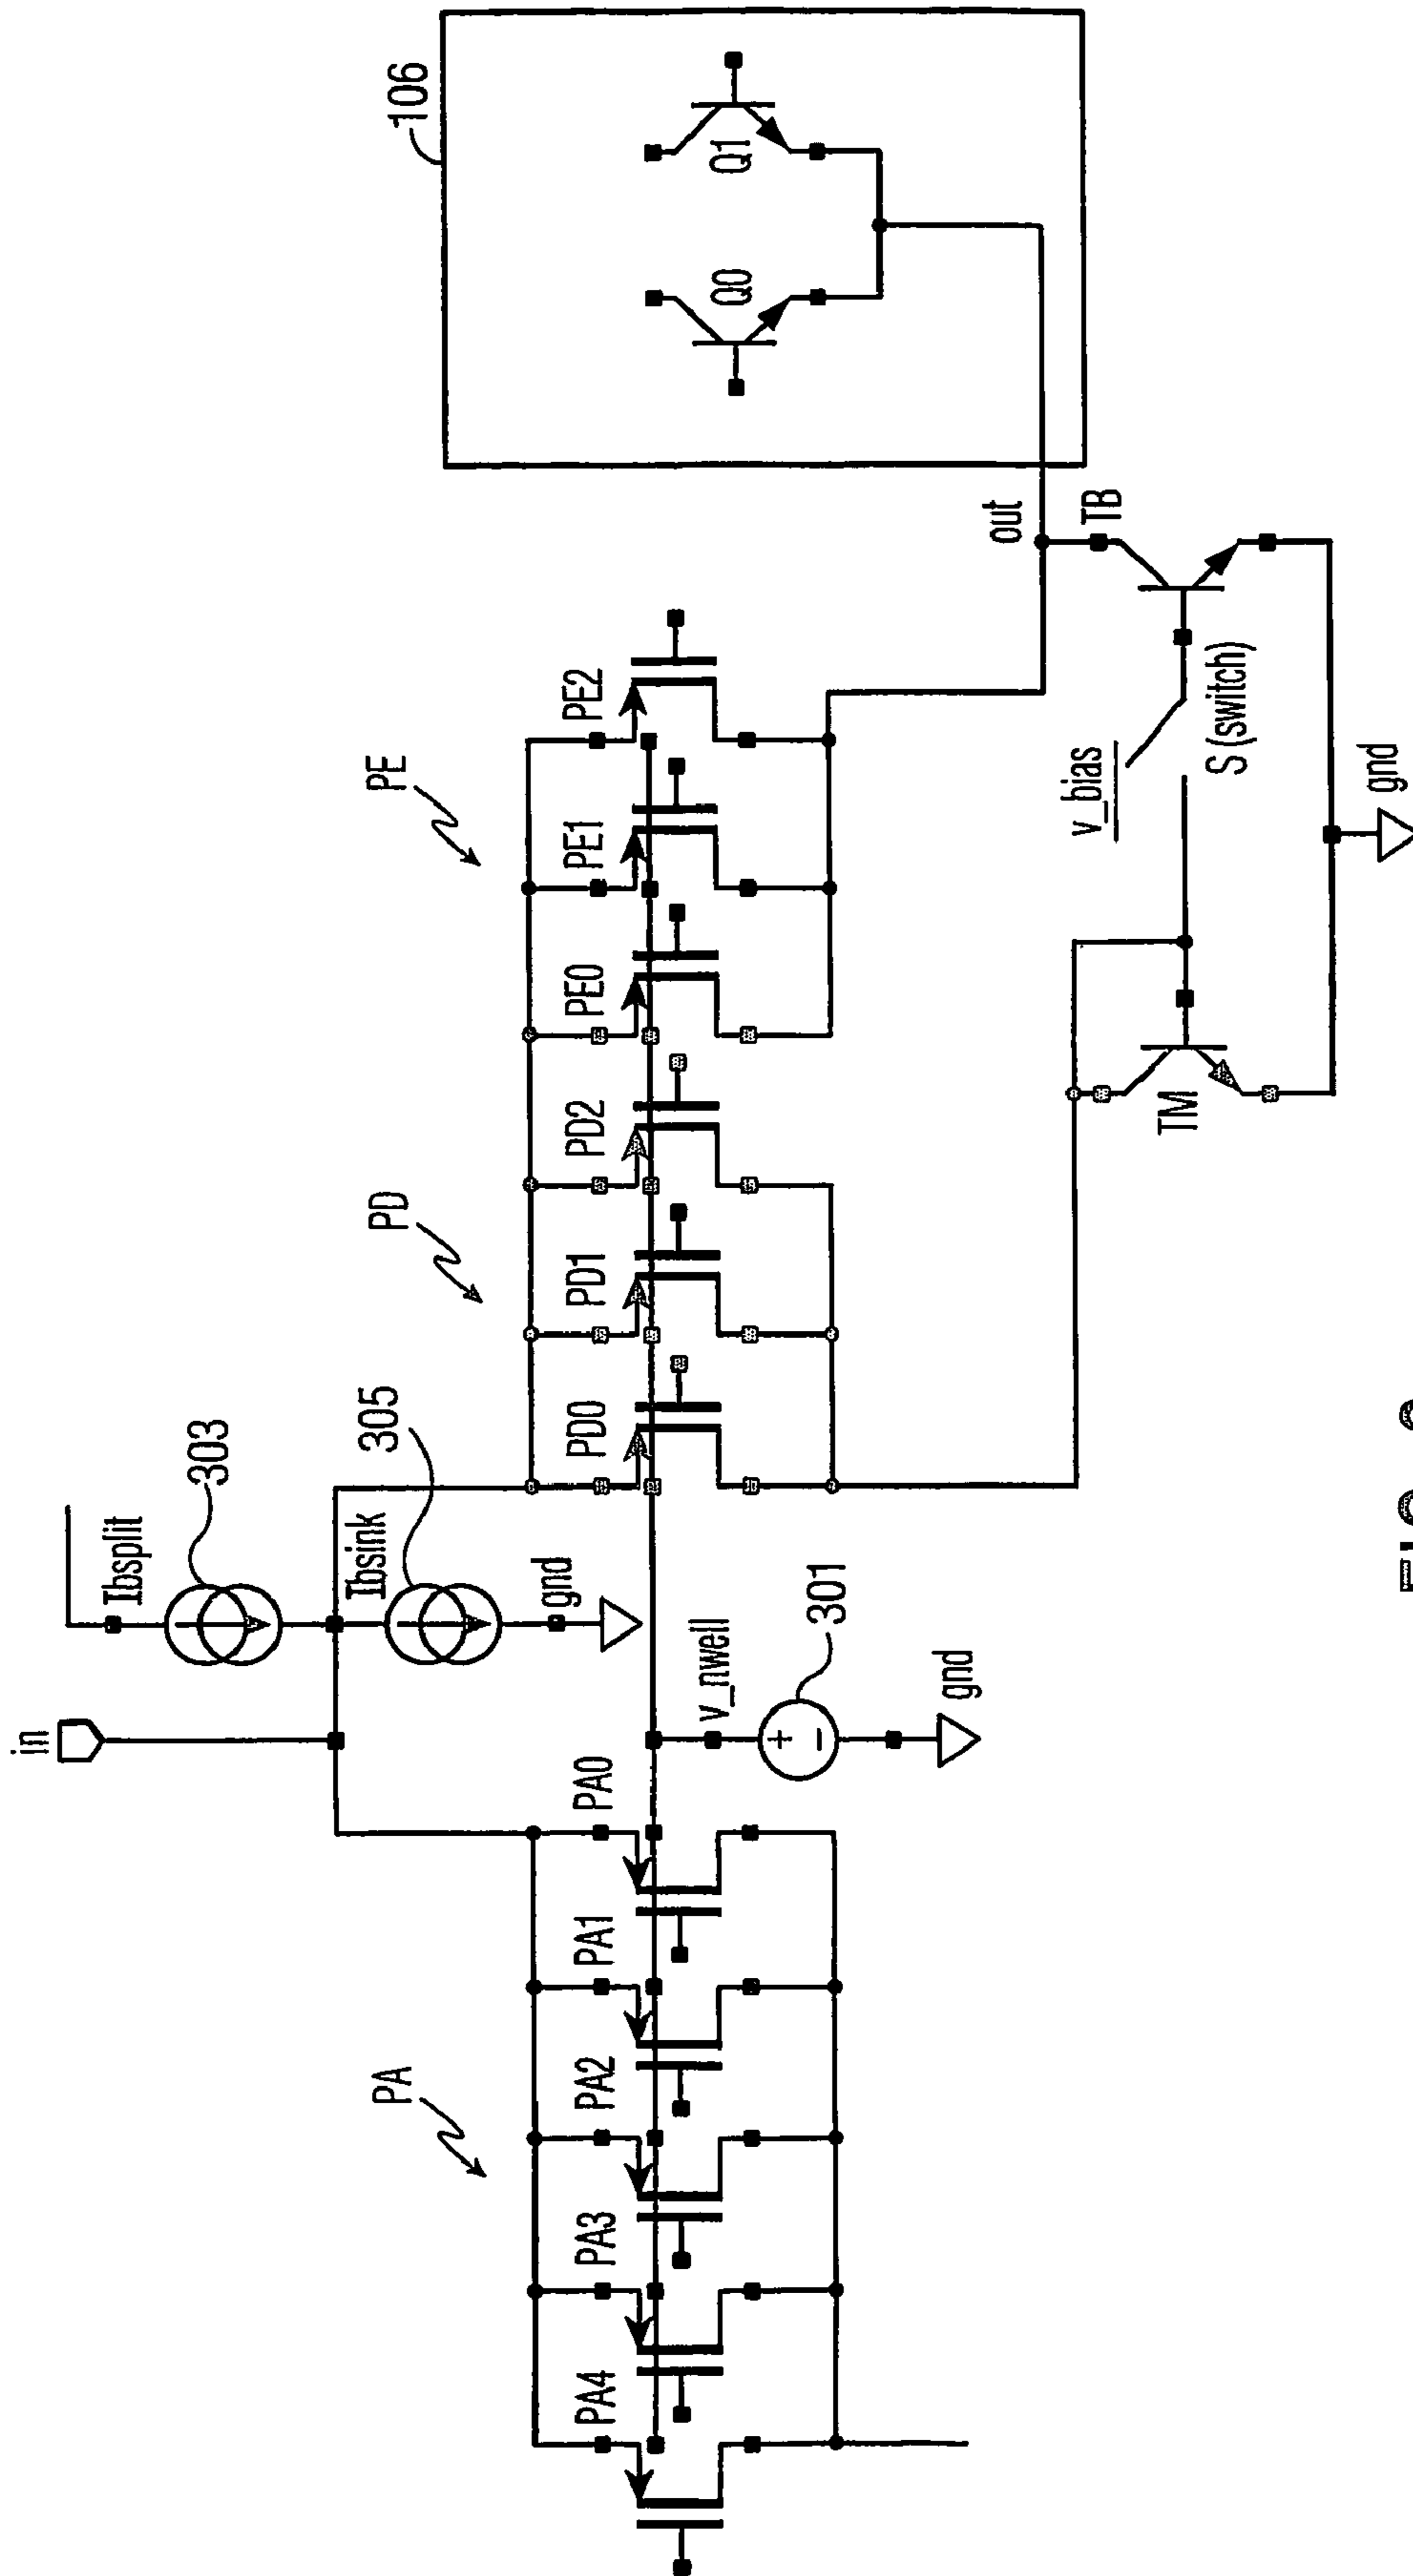 in
Ibsplit
303
Ibsink
305
gnd
PA
PA4
PA3
PA2
PA1
PA0
v_nwell
301
gnd
PD
PD0
PD1
PD2
PE
PE0
PE1
PE2
106
Q0
Q1
out
TB
v_bias
S (switch)
TM
gnd